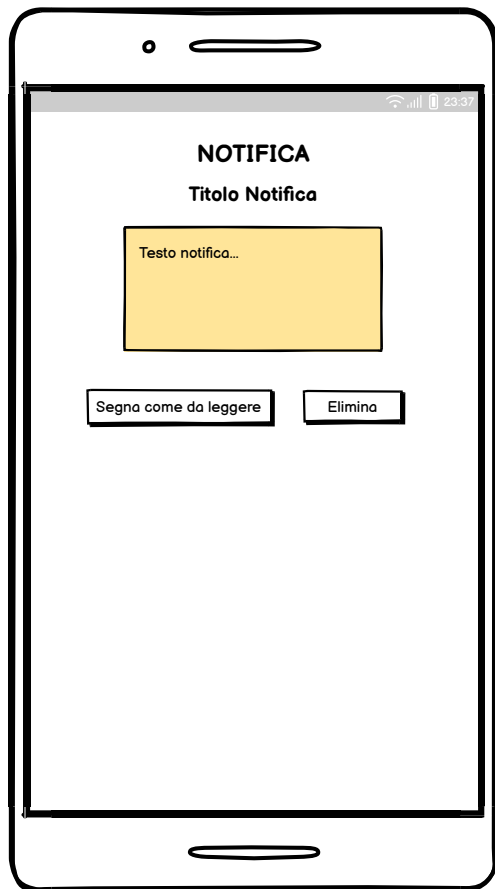 23:37
NOTIFICA
Titolo Notifica
Testo notifica...
Segna come da leggere
Elimina